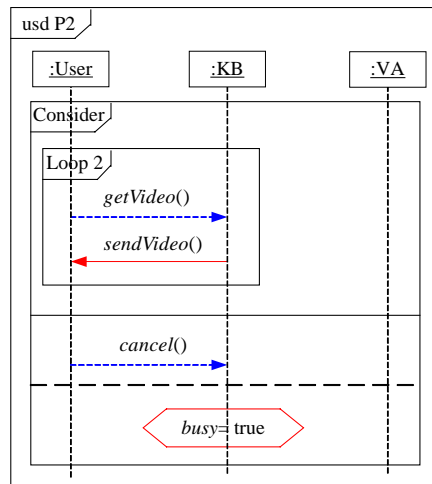 usd P2
:User
:KB
:VA
Consider
Loop 2
getVideo()
sendVideo()
cancel()
busy= true